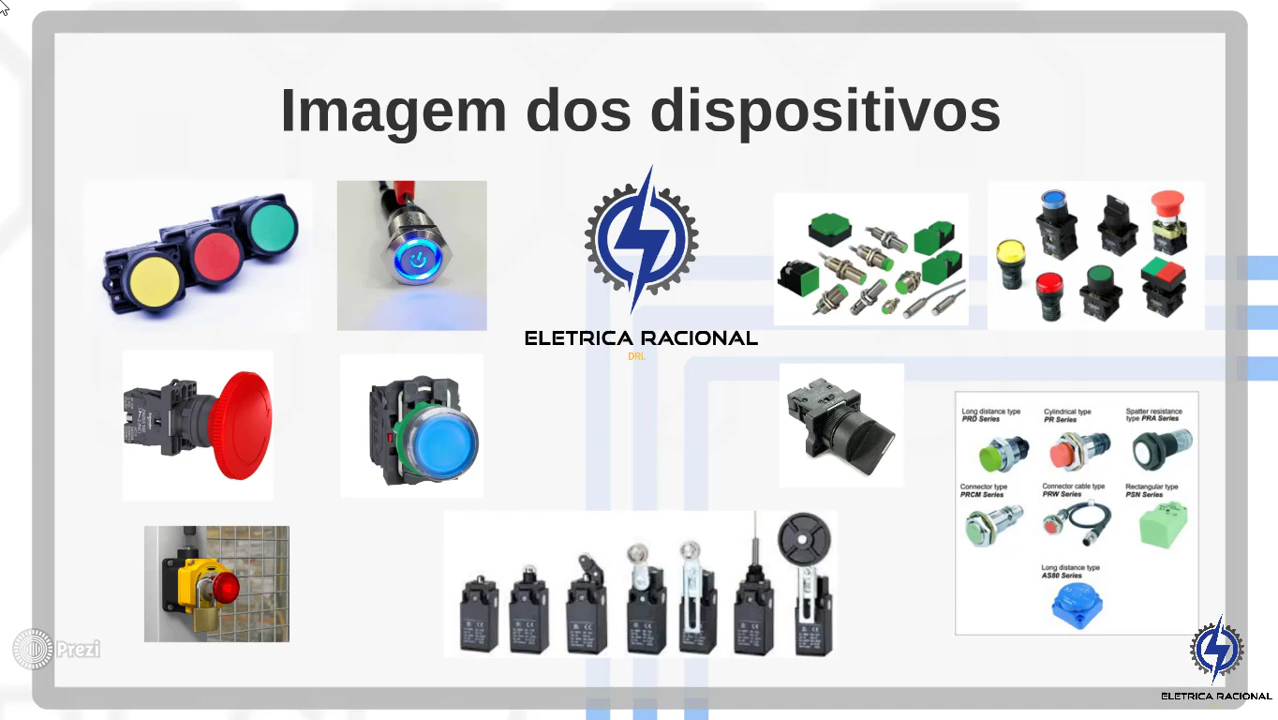 Imagem dos dispositivos
ELETRICA RACIONAL
DRL
Long distance type
PRD Series
Cylindrical type
PR Series
Spatter resistance
type PRA Series
Connector type
PRCM Series
Connector cable type
PRW Series
Rectangular type
PSN Series
Long distance type
AS80 Series
Prezi
ELETRICA RACIONAL